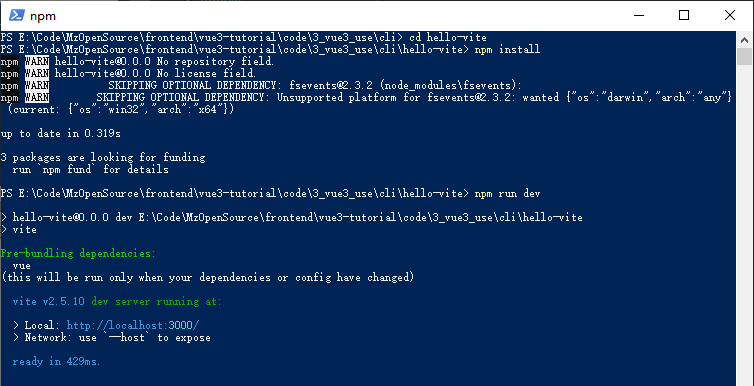 npm
PS E:\Code\MzOpenSource\frontend\vue3-tutorial\code\3_vue3_use\cli> cd hello-vite
PS E:\Code\MzOpenSource\frontend\vue3-tutorial\code\3_vue3_use\cli\hello-vite> npm install
npm WARN hello-vite@0.0.0 No repository field.
npm WARN hello-vite@0.0.0 No license field.
npm WARN SKIPPING OPTIONAL DEPENDENCY: fsevents@2.3.2 (node_modules\fsevents):
npm WARN SKIPPING OPTIONAL DEPENDENCY: Unsupported platform for fsevents@2.3.2: wanted {"os":"darwin","arch":"any"}
(current: {"os":"win32","arch":"x64"})
up to date in 0.319s
3 packages are looking for funding
run `npm fund` for details
PS E:\Code\MzOpenSource\frontend\vue3-tutorial\code\3_vue3_use\cli\hello-vite> npm run dev
> hello-vite@0.0.0 dev E:\Code\MzOpenSource\frontend\vue3-tutorial\code\3_vue3_use\cli\hello-vite
> vite
Pre-bundling dependencies:
vue
(this will be run only when your dependencies or config have changed)
vite v2.5.10 dev server running at:
> Local: http://localhost:3000/
> Network: use `--host` to expose
ready in 429ms.